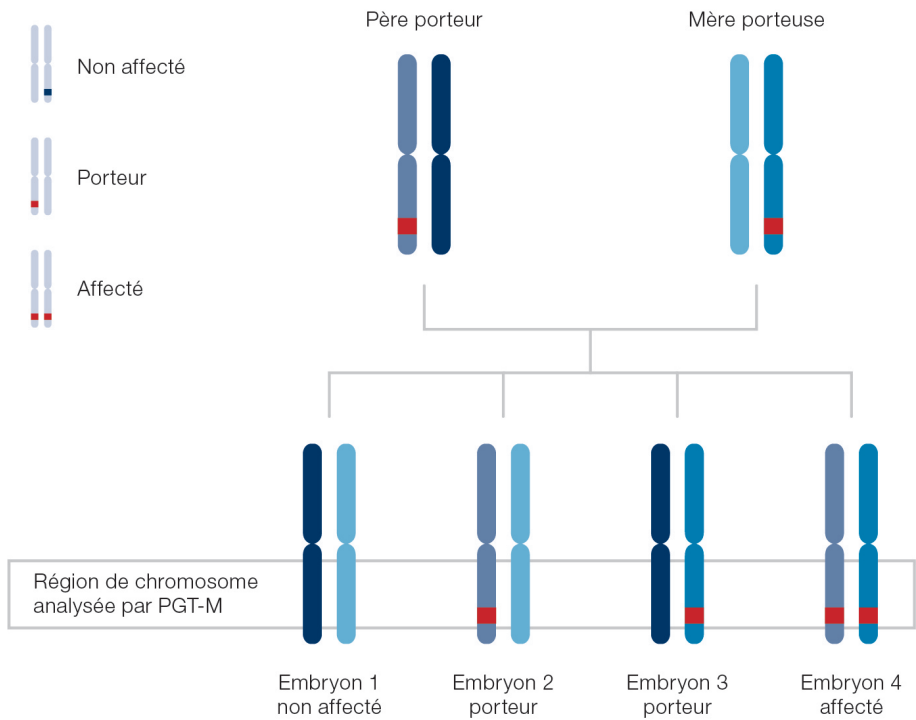 Père porteur
Mère porteuse
Non affecté
Porteur
Affecté
Région de chromosome
analysée par PGT-M
Embryon 1
non affecté
Embryon 2
porteur
Embryon 3
porteur
Embryon 4
affecté